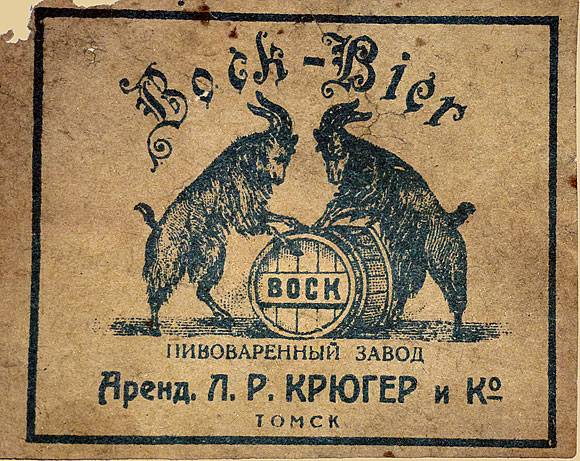 Bock-Bier
BOCK
ПИВОВАРЕННЫЙ ЗАВОД
Аренд. Л. Р. КРЮГЕР и Ко
ТОМСК